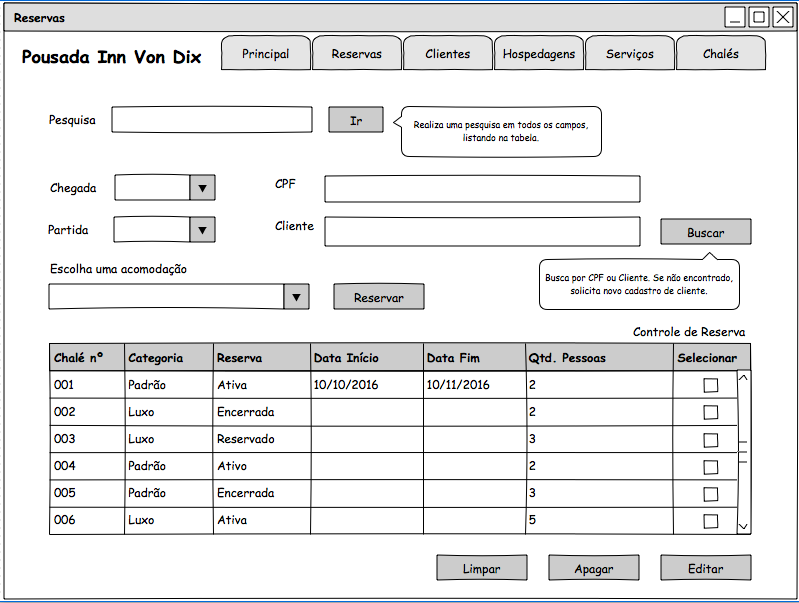 Reservas
Pousada Inn Von Dix
Principal Reservas Clientes Hospedagens Serviços Chalés
Pesquisa Ir
Realiza uma pesquisa em todos os campos,
listando na tabela.
Chegada CPF
Partida Cliente Buscar
Escolha uma acomodação
Busca por CPF ou Cliente. Se não encontrado,
solicita novo cadastro de cliente.
Reservar
Controle de Reserva
Chalé nº Categoria Reserva Data Início Data Fim Qtd. Pessoas Selecionar
001 Padrão Ativa 10/10/2016 10/11/2016 2
002 Luxo Encerrada 2
003 Luxo Reservado 3
004 Padrão Ativo 2
005 Padrão Encerrada 3
006 Luxo Ativa 5
Limpar Apagar Editar